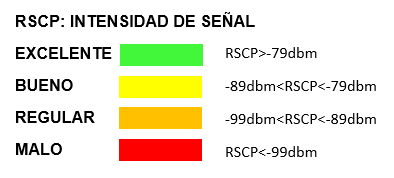 RSCP: INTENSIDAD DE SEÑAL
EXCELENTE RSCP>-79dbm
BUENO -89dbm<RSCP<-79dbm
REGULAR -99dbm<RSCP<-89dbm
MALO RSCP<-99dbm